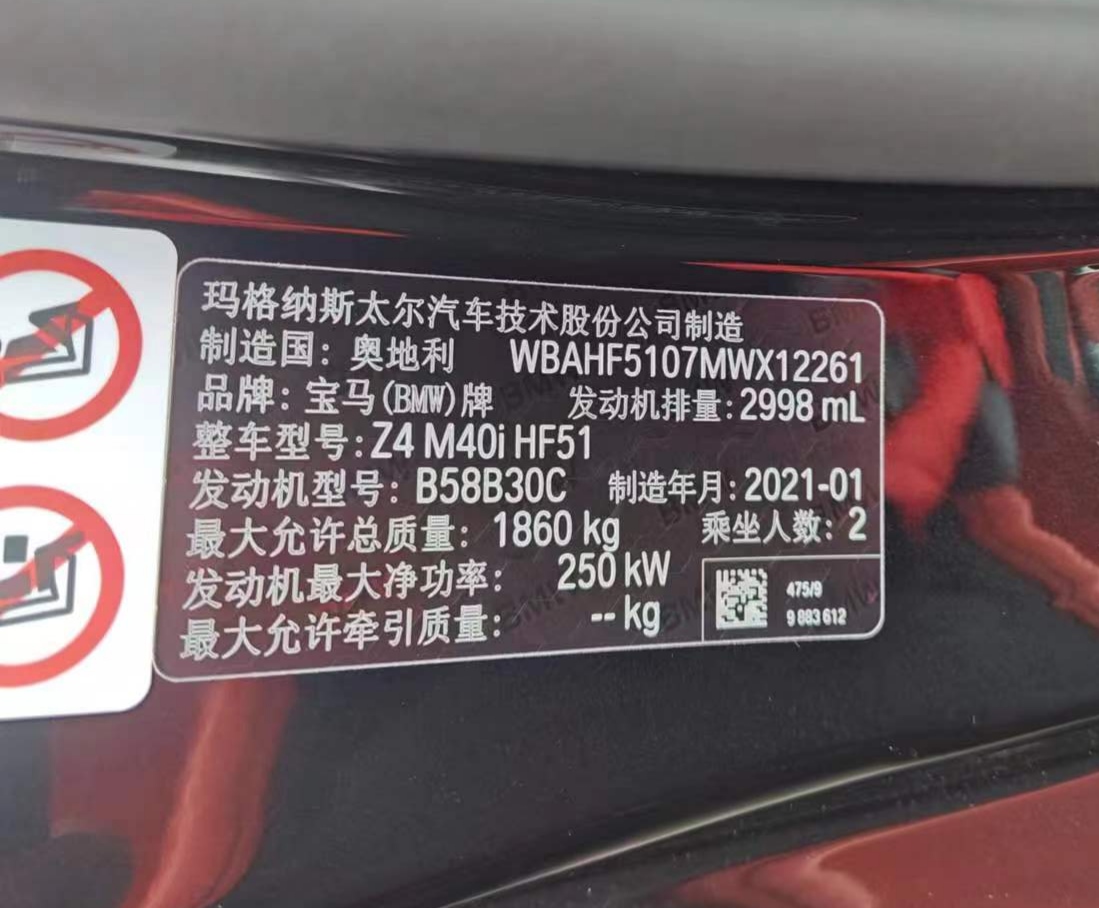 玛格纳斯太尔汽车技术股份公司制造
制造国：奥地利 WBAHF5107MWX12261
品牌：宝马(BMW)牌 发动机排量：2998 mL
整车型号：Z4 M40i HF51
发动机型号：B58B30C 制造年月：2021-01
最大允许总质量：1860 kg 乘坐人数：2
发动机最大净功率：250 kW
最大允许牵引质量：-- kg
475/9
9 883 612